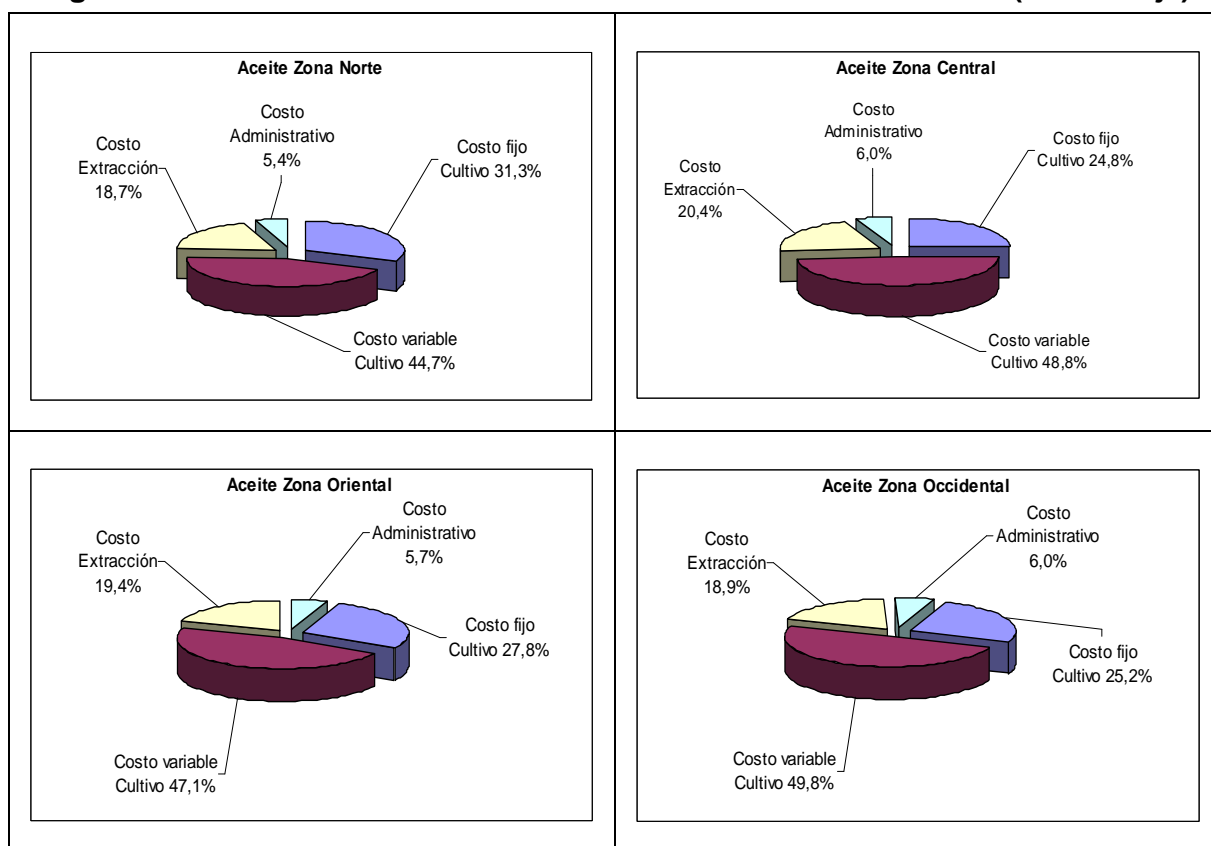 Aceite Zona Norte
Costo
Administrativo
5,4%
Costo fijo
Cultivo 31,3%
Costo
Extracción
18,7%
Costo variable
Cultivo 44,7%
Aceite Zona Central
Costo
Administrativo
6,0%
Costo fijo
Cultivo 24,8%
Costo
Extracción
20,4%
Costo variable
Cultivo 48,8%
Aceite Zona Oriental
Costo
Administrativo
5,7%
Costo
Extracción
19,4%
Costo fijo
Cultivo 27,8%
Costo variable
Cultivo 47,1%
Aceite Zona Occidental
Costo
Administrativo
6,0%
Costo
Extracción
18,9%
Costo fijo
Cultivo 25,2%
Costo variable
Cultivo 49,8%